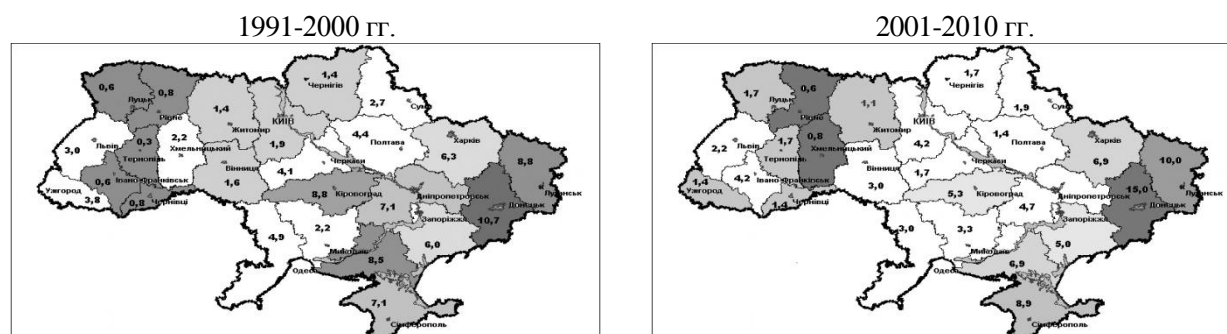 1991-2000 гг.
0,6
Луцьк
0,8
Рівне
1,4
Житомир
КИЇВ
1,4
Чернігів
2,7
Суми
3,0
Львів
0,3
Тернопіль
2,2
Хмельницький
1,9
4,4
Полтава
6,3
Харків
8,8
Луганськ
Ужгород
3,8
0,6
Івано-Франківськ
0,8
Чернівці
Вінниця
1,6
4,1
Черкаси
8,8
Кіровоград
7,1
Дніпропетровськ
10,7
Донецьк
Запоріжжя
6,0
4,9
2,2
Миколаїв
Одеса
8,5
7,1
Сімферополь
2001-2010 гг.
1,7
Луцьк
0,6
Рівне
1,1
Житомир
КИЇВ
1,7
Чернігів
1,9
Суми
2,2
Львів
1,7
Тернопіль
0,8
Хмельницький
4,2
1,4
Полтава
6,9
Харків
10,0
Луганськ
1,4
Ужгород
4,2
Івано-Франківськ
1,4
Чернівці
Вінниця
3,0
1,7
Черкаси
5,3
Кіровоград
4,7
Дніпропетровськ
15,0
Донецьк
Запоріжжя
5,0
3,0
3,3
Миколаїв
Одеса
6,9
8,9
Сімферополь